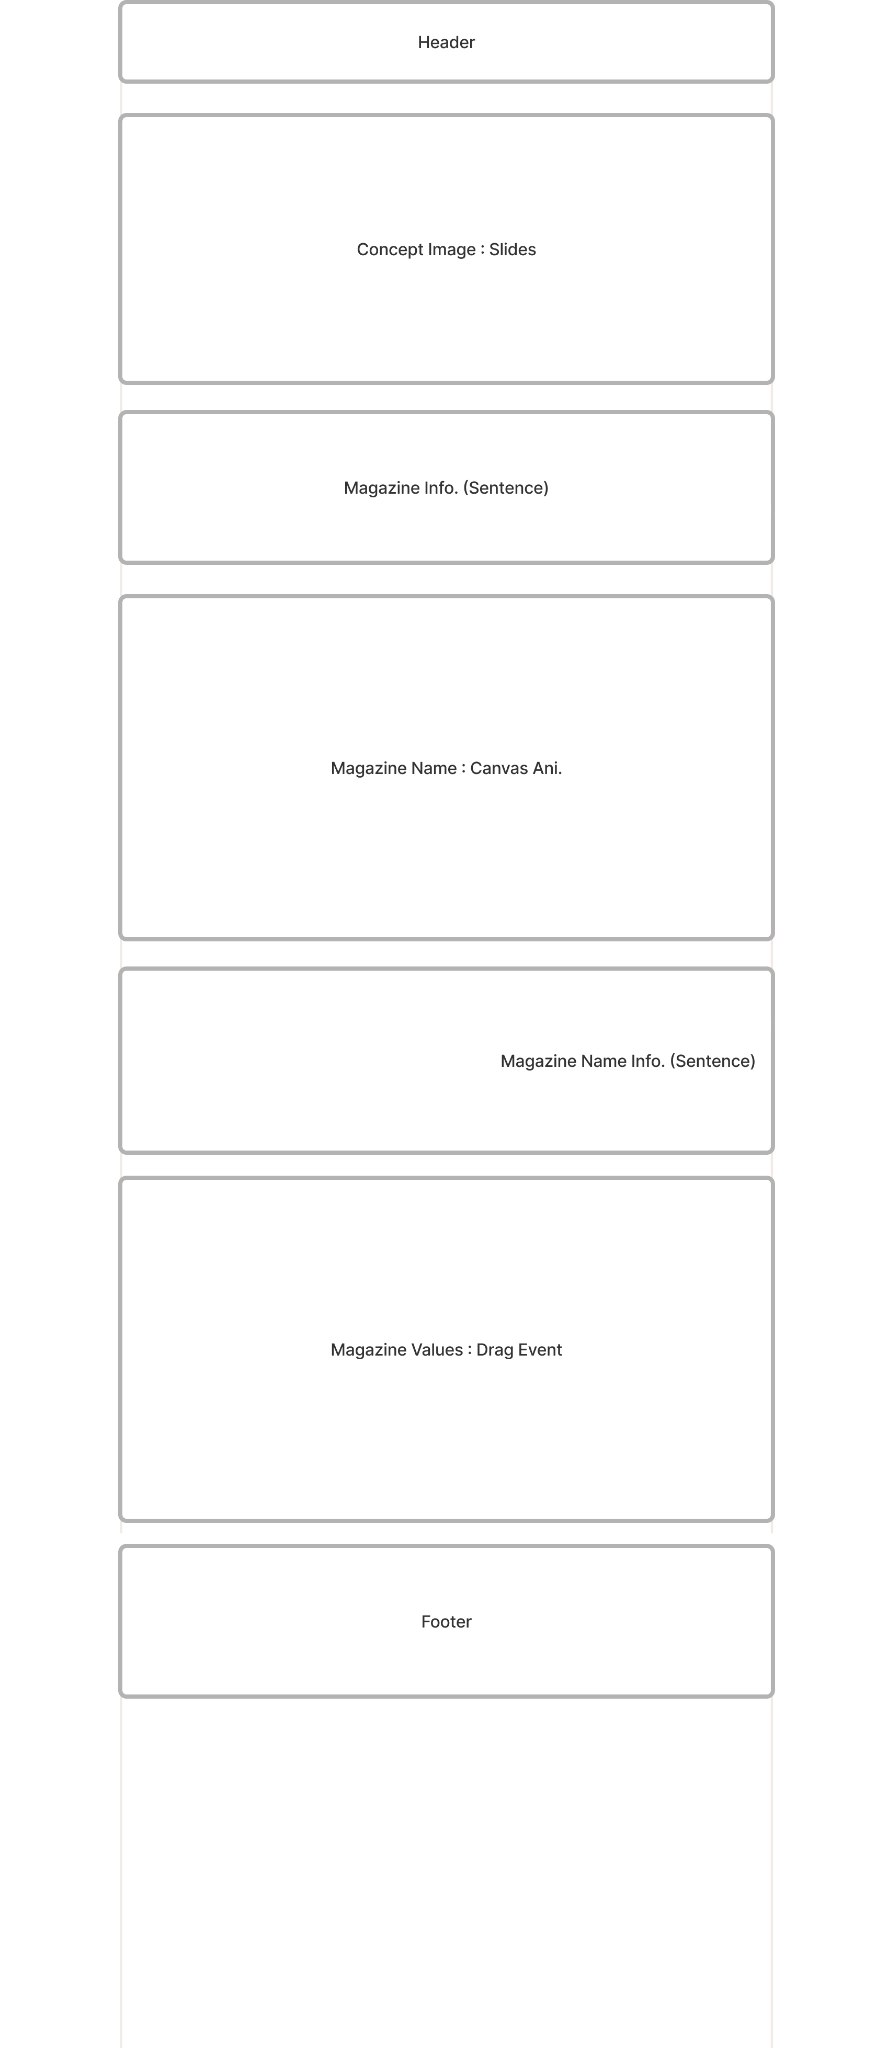 Header
Concept Image : Slides
Magazine Info. (Sentence)
Magazine Name : Canvas Ani.
Magazine Name Info. (Sentence)
Magazine Values : Drag Event
Footer